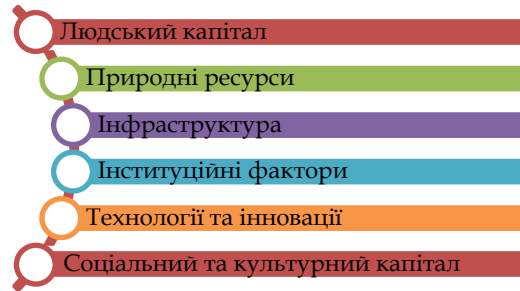 Людський капітал
Природні ресурси
Інфраструктура
Інституційні фактори
Технології та інновації
Соціальний та культурний капітал